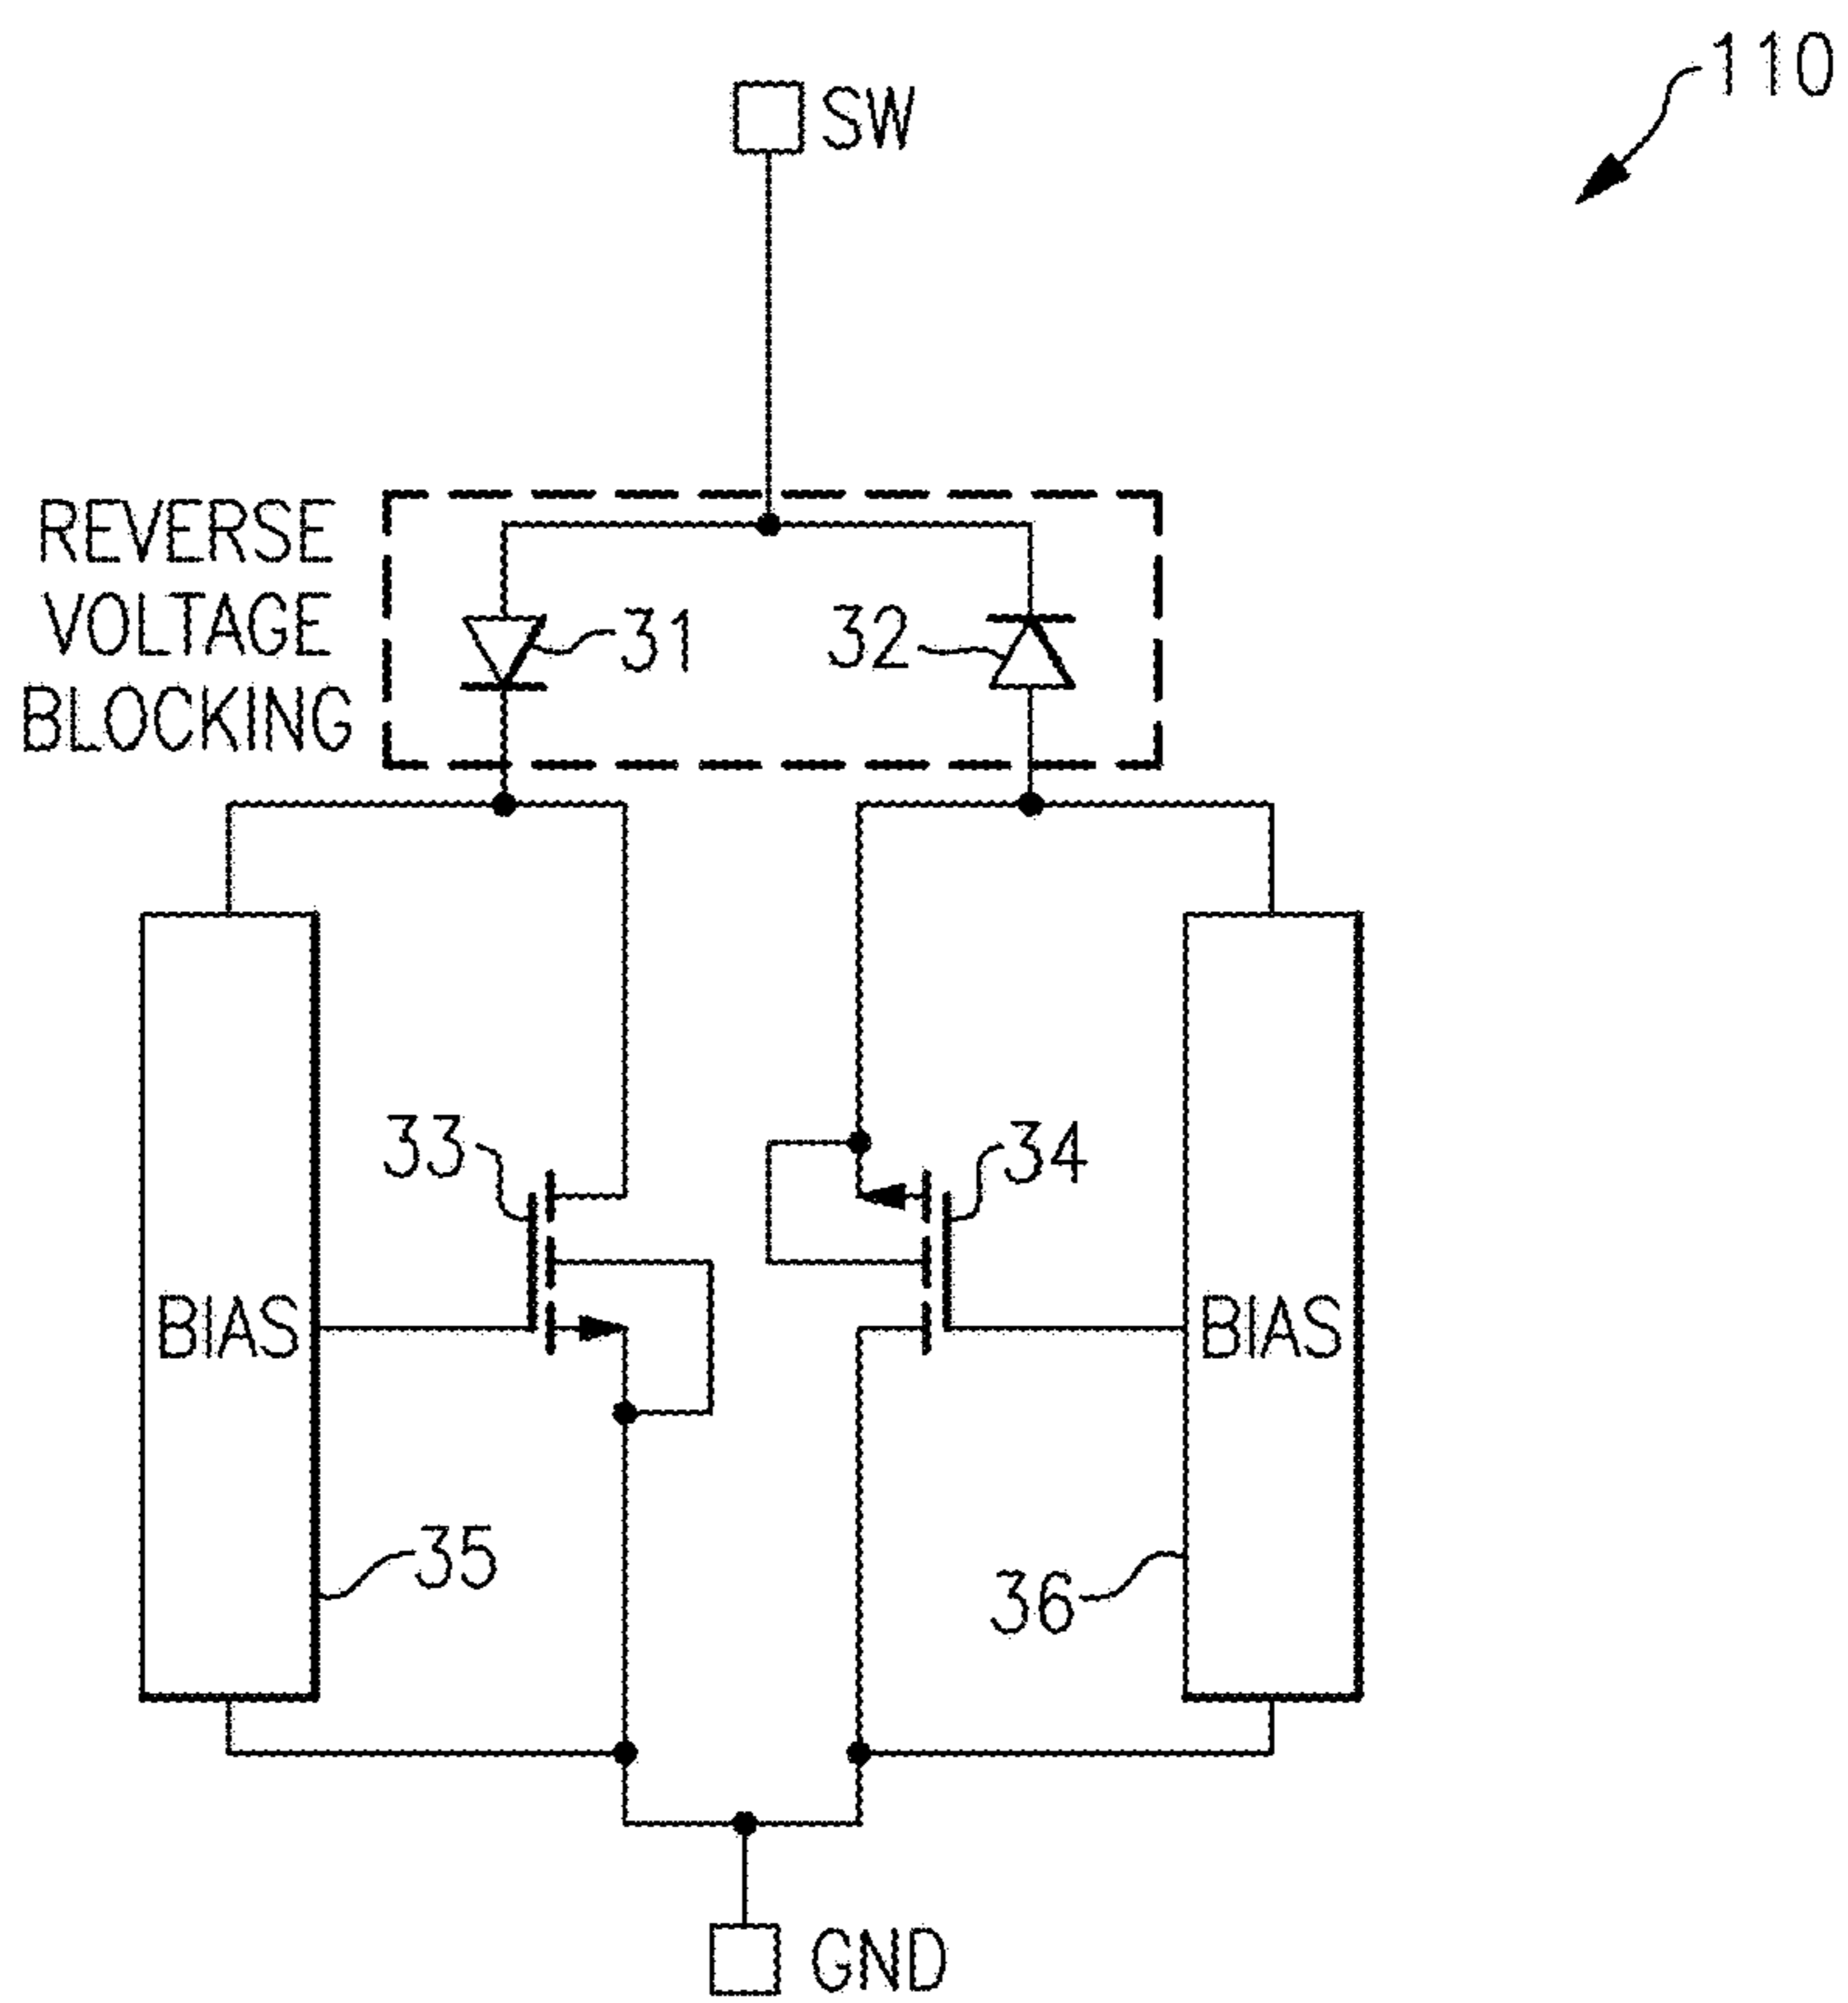 110
SW
REVERSE
VOLTAGE
BLOCKING
31
32
33
34
BIAS
BIAS
35
36
GND